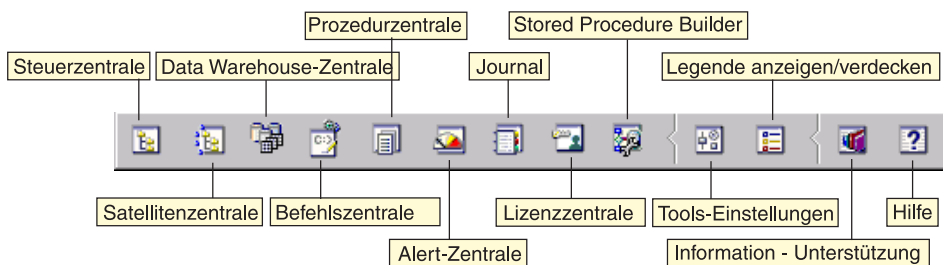 Prozedurzentrale
Stored Procedure Builder
Steuerzentrale
Data Warehouse-Zentrale
Journal
Legende anzeigen/verdecken
C:>
?
Satellitenzentrale
Befehlszentrale
Lizenzzentrale
Tools-Einstellungen
Hilfe
Alert-Zentrale
Information - Unterstützung